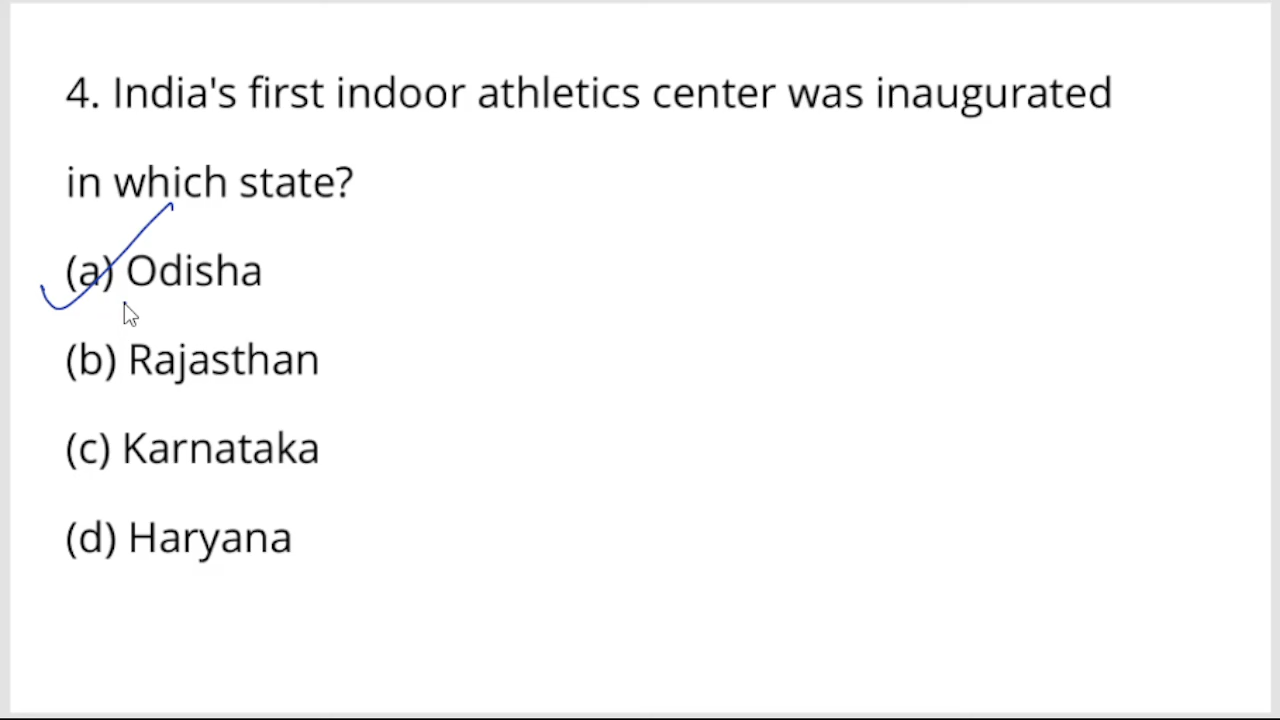 4. India's first indoor athletics center was inaugurated
in which state?
(a) Odisha
(b) Rajasthan
(c) Karnataka
(d) Haryana